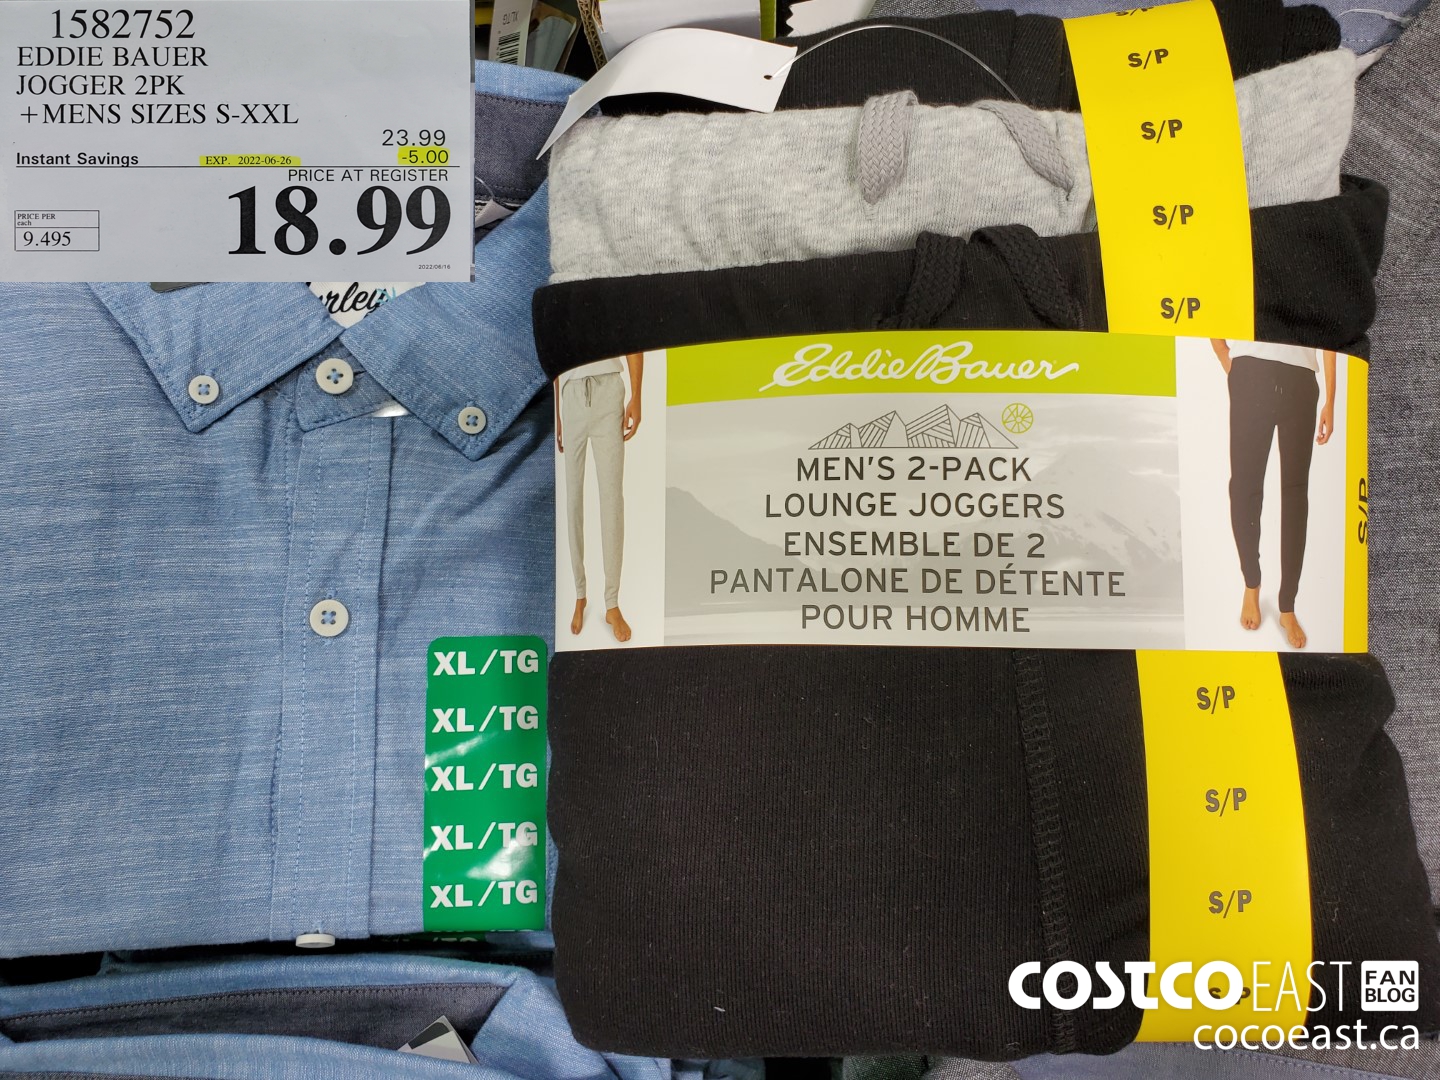 1582752
EDDIE BAUER
JOGGER 2PK
+MENS SIZES S-XXL
23.99
Instant Savings EXP. 2022-06-26 -5.00
PRICE AT REGISTER
18.99
PRICE PER
each
9.495
2022/06/16
XL/TG
XL/TG
XL/TG
XL/TG
XL/TG
XL/TG
S/P
S/P
S/P
S/P
S/P
Eddie Bauer
MEN'S 2-PACK
LOUNGE JOGGERS
ENSEMBLE DE 2
PANTALONE DE DÉTENTE
POUR HOMME
S/P
S/P
S/P
S/P
S/P
COSTCO EAST FAN BLOG
cocoeast.ca